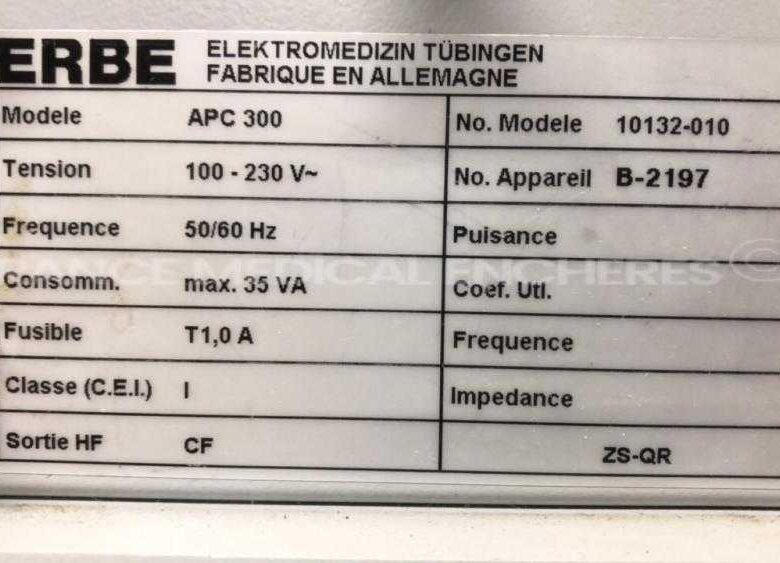 ERBE ELEKTROMEDIZIN TÜBINGEN
FABRIQUE EN ALLEMAGNE
Modele APC 300 No. Modele 10132-010
Tension 100 - 230 V~ No. Appareil B-2197
Frequence 50/60 Hz Puisance
MEDICAL ENCHERES ©
Consomm. max. 35 VA Coef. Utl.
Fusible T1,0 A Frequence
Classe (C.E.I.) I Impedance
Sortie HF CF ZS-QR